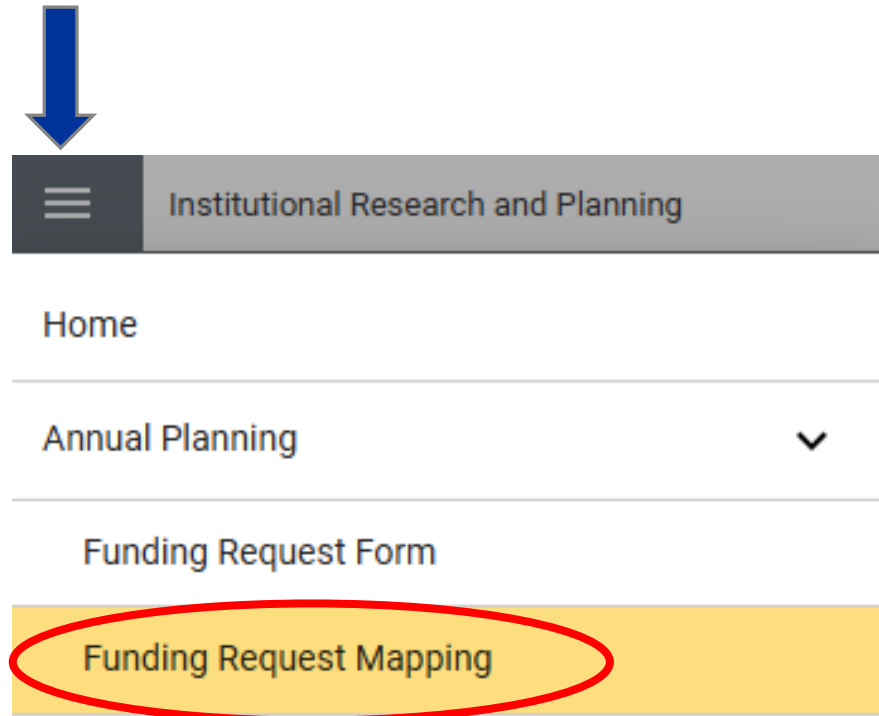 Institutional Research and Planning
Home
Annual Planning
Funding Request Form
Funding Request Mapping